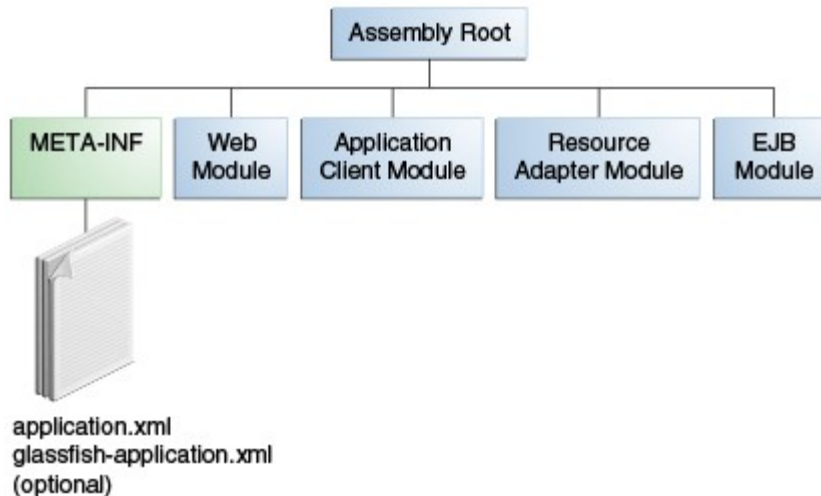 Assembly Root
META-INF
Web
Module
Application
Client Module
Resource
Adapter Module
EJB
Module
application.xml
glassfish-application.xml
(optional)